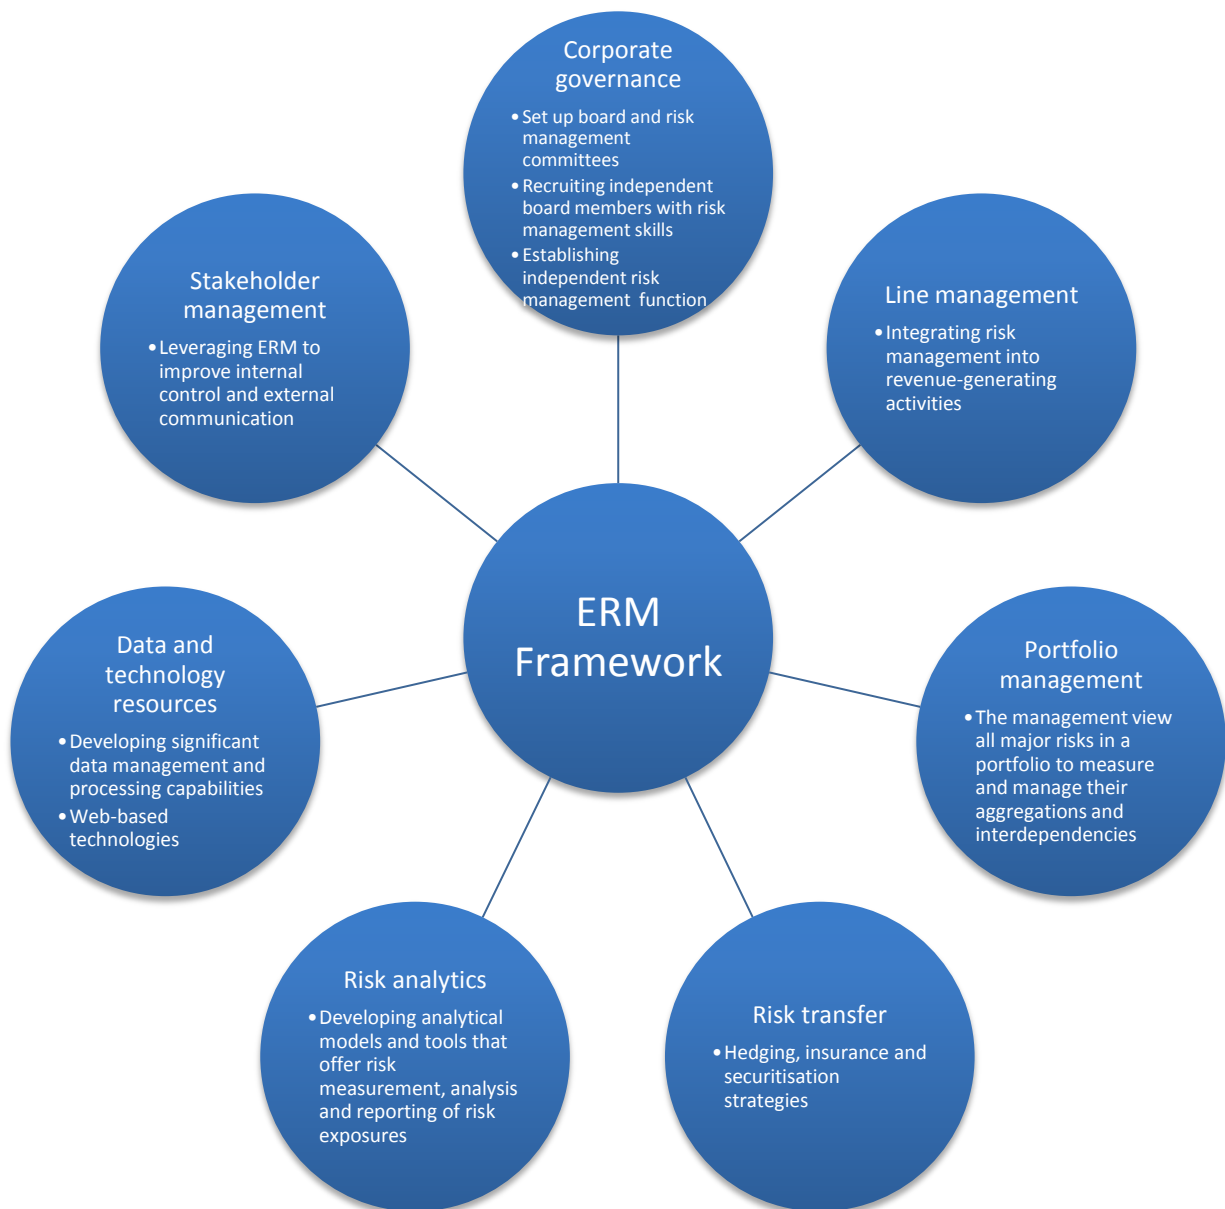 Corporate
governance
• Set up board and risk
management
committees
• Recruiting independent
board members with risk
management skills
• Establishing
independent risk
management function
Stakeholder
management
• Leveraging ERM to
improve internal
control and external
communication
Line management
• Integrating risk
management into
revenue-generating
activities
ERM
Framework
Data and
technology
resources
• Developing significant
data management and
processing capabilities
• Web-based
technologies
Portfolio
management
• The management view
all major risks in a
portfolio to measure
and manage their
aggregations and
interdependencies
Risk analytics
• Developing analytical
models and tools that
offer risk
measurement, analysis
and reporting of risk
exposures
Risk transfer
• Hedging, insurance and
securitisation
strategies